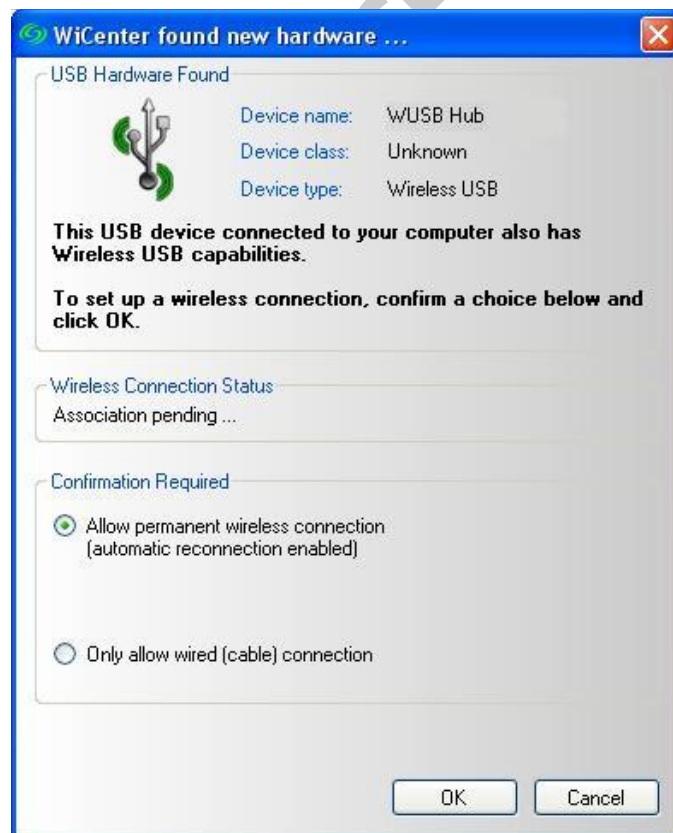 WiCenter found new hardware ...
USB Hardware Found
Device name: WUSB Hub
Device class: Unknown
Device type: Wireless USB
This USB device connected to your computer also has
Wireless USB capabilities.
To set up a wireless connection, confirm a choice below and
click OK.
Wireless Connection Status
Association pending ...
Confirmation Required
Allow permanent wireless connection
(automatic reconnection enabled)
Only allow wired (cable) connection
OK Cancel